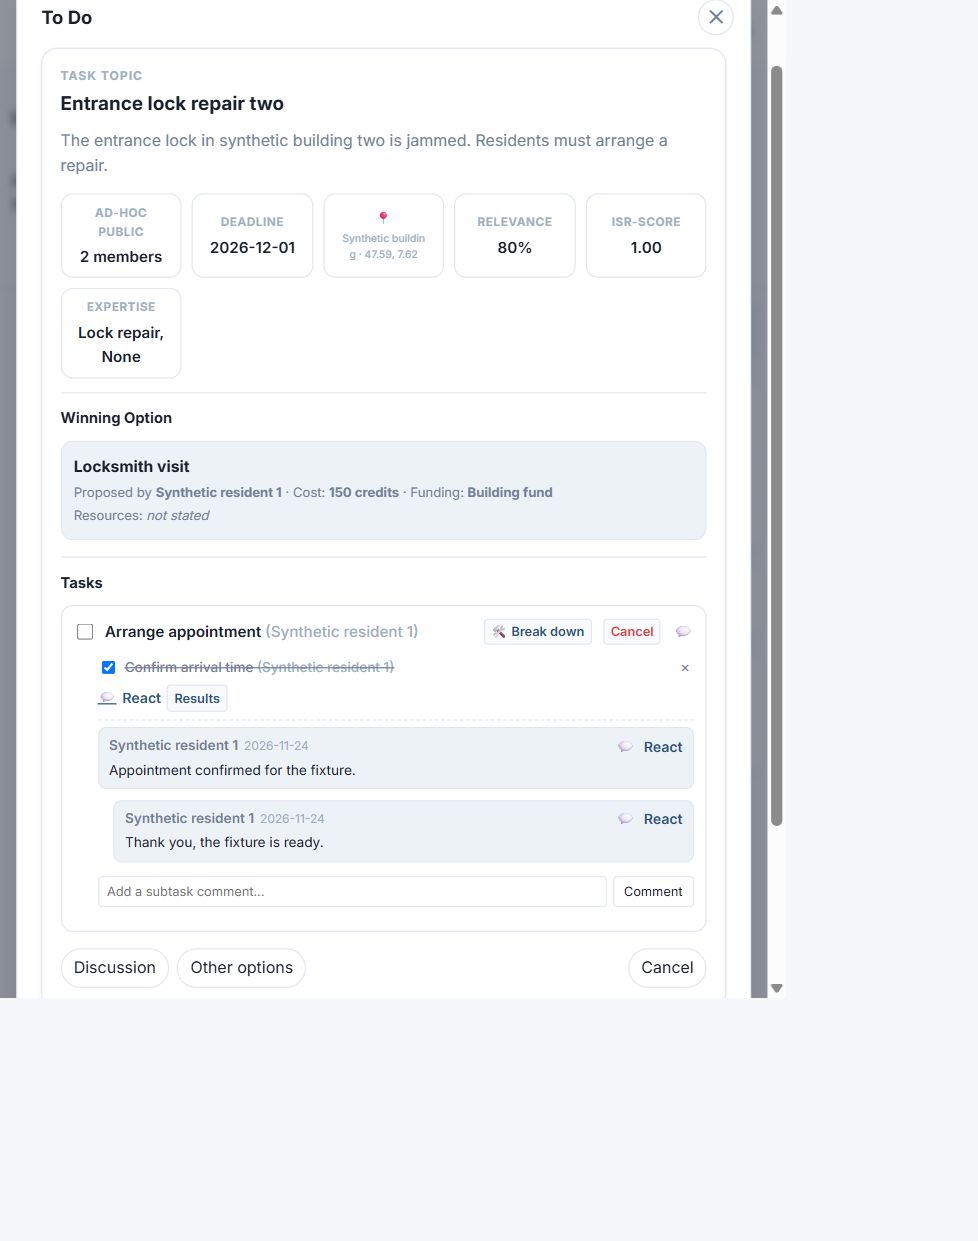 To Do
TASK TOPIC
Entrance lock repair two
The entrance lock in synthetic building two is jammed. Residents must arrange a
repair.
AD-HOC
PUBLIC
2 members
DEADLINE
2026-12-01
Synthetic buildin
g · 47.59, 7.62
RELEVANCE
80%
ISR-SCORE
1.00
EXPERTISE
Lock repair,
None
Winning Option
Locksmith visit
Proposed by Synthetic resident 1 · Cost: 150 credits · Funding: Building fund
Resources: not stated
Tasks
Arrange appointment (Synthetic resident 1)
Break down
Cancel
Confirm arrival time (Synthetic resident 1)
×
React
Results
Synthetic resident 1 2026-11-24
React
Appointment confirmed for the fixture.
Synthetic resident 1 2026-11-24
React
Thank you, the fixture is ready.
Add a subtask comment...
Comment
Discussion
Other options
Cancel